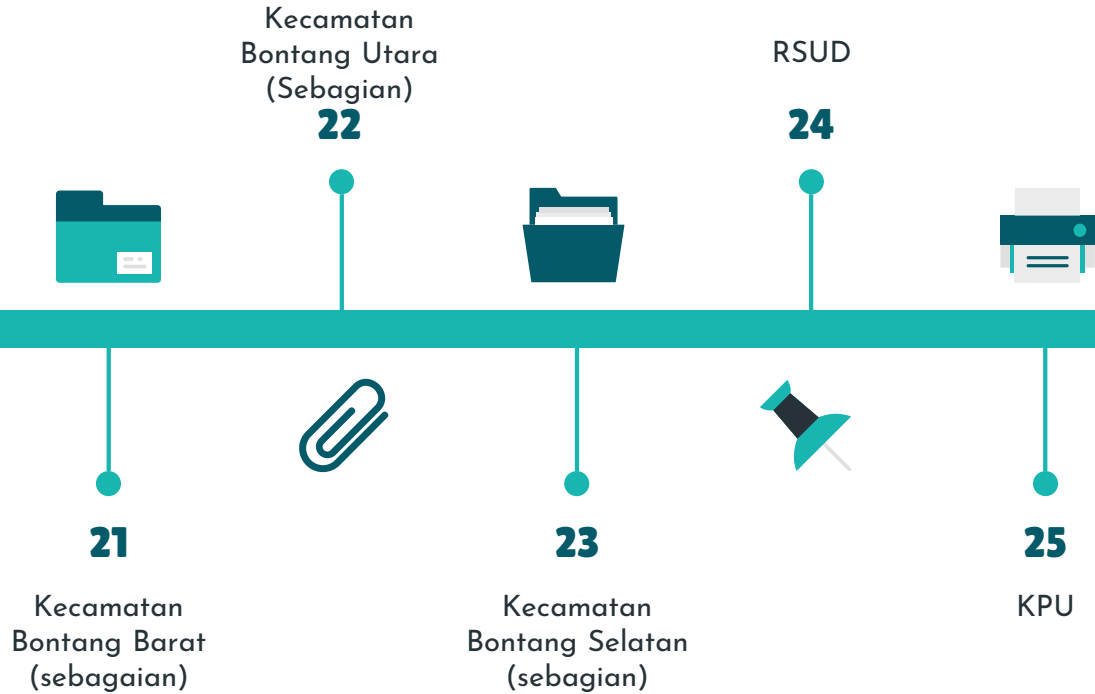 Kecamatan
Bontang Utara
(Sebagian)
22
RSUD
24
21
Kecamatan
Bontang Barat
(sebagaian)
23
Kecamatan
Bontang Selatan
(sebagian)
25
KPU